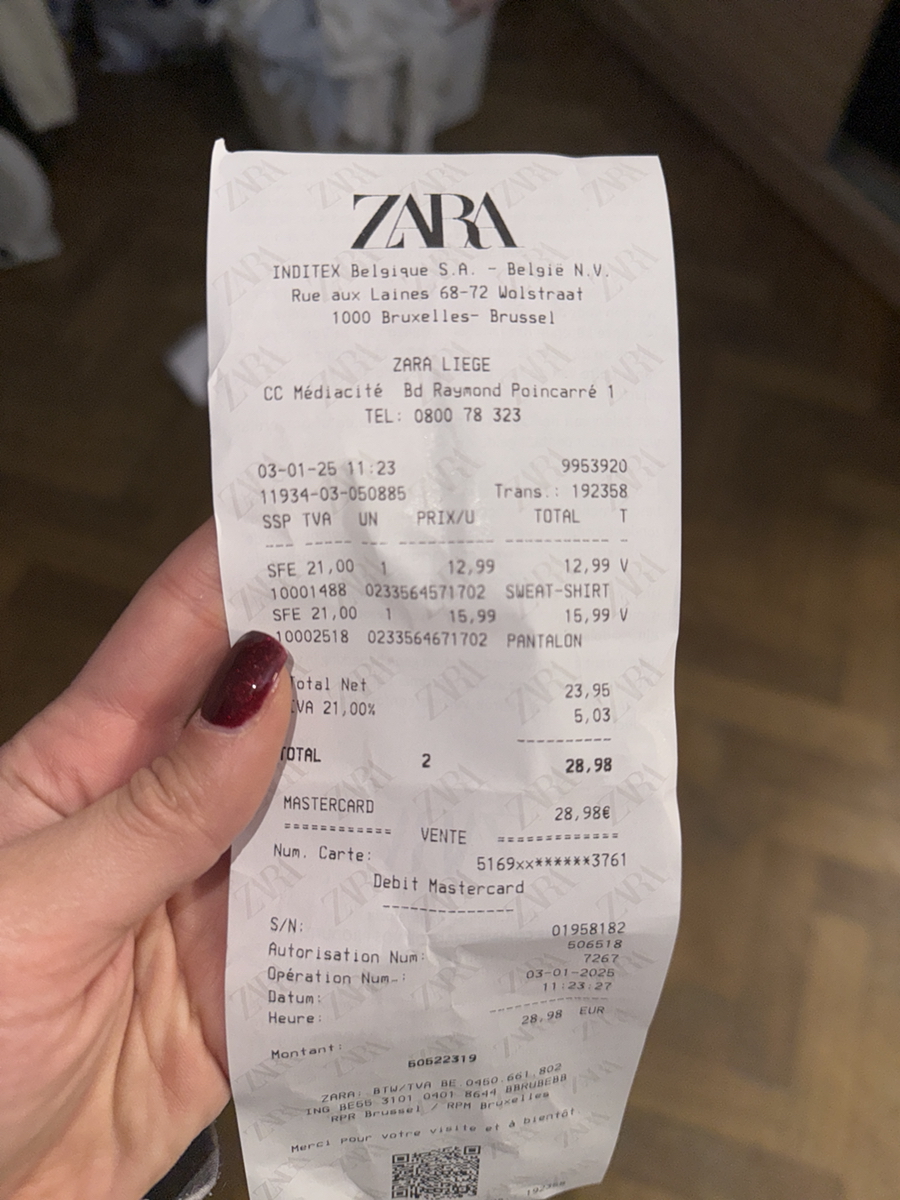 ZARA
INDITEX Belgique S.A. - België N.V.
Rue aux Laines 68-72 Wolstraat
1000 Bruxelles- Brussel
ZARA LIEGE
CC Médiacité Bd Raymond Poincarré 1
TEL: 0800 78 323
03-01-25 11:23 9953920
11934-03-050885 Trans.: 192358
SSP TVA UN PRIX/U TOTAL T
--- ----- --- ---------- ----------- -
SFE 21,00 1 12,99 12,99 V
10001488 0233564571702 SWEAT-SHIRT
SFE 21,00 1 15,99 15,99 V
10002518 0233564671702 PANTALON
Total Net 23,95
VA 21,00% 5,03
----------
TOTAL 2 28,98
MASTERCARD 28,98€
============ VENTE =============
Num. Carte: 5169xx******3761
Debit Mastercard
--------------
S/N: 01958182
Autorisation Num: 506518
Opération Num..: 7267
Datum: 03-01-2025
Heure: 11:23:27
----------------
Montant: 28,98 EUR
60622319
ZARA: BTW/TVA BE 0450.661.802
ING BE55 3101 0401 8644 BBRUBEBB
RPR Brussel / RPM Bruxelles
Merci pour votre visite et à bientôt
192358